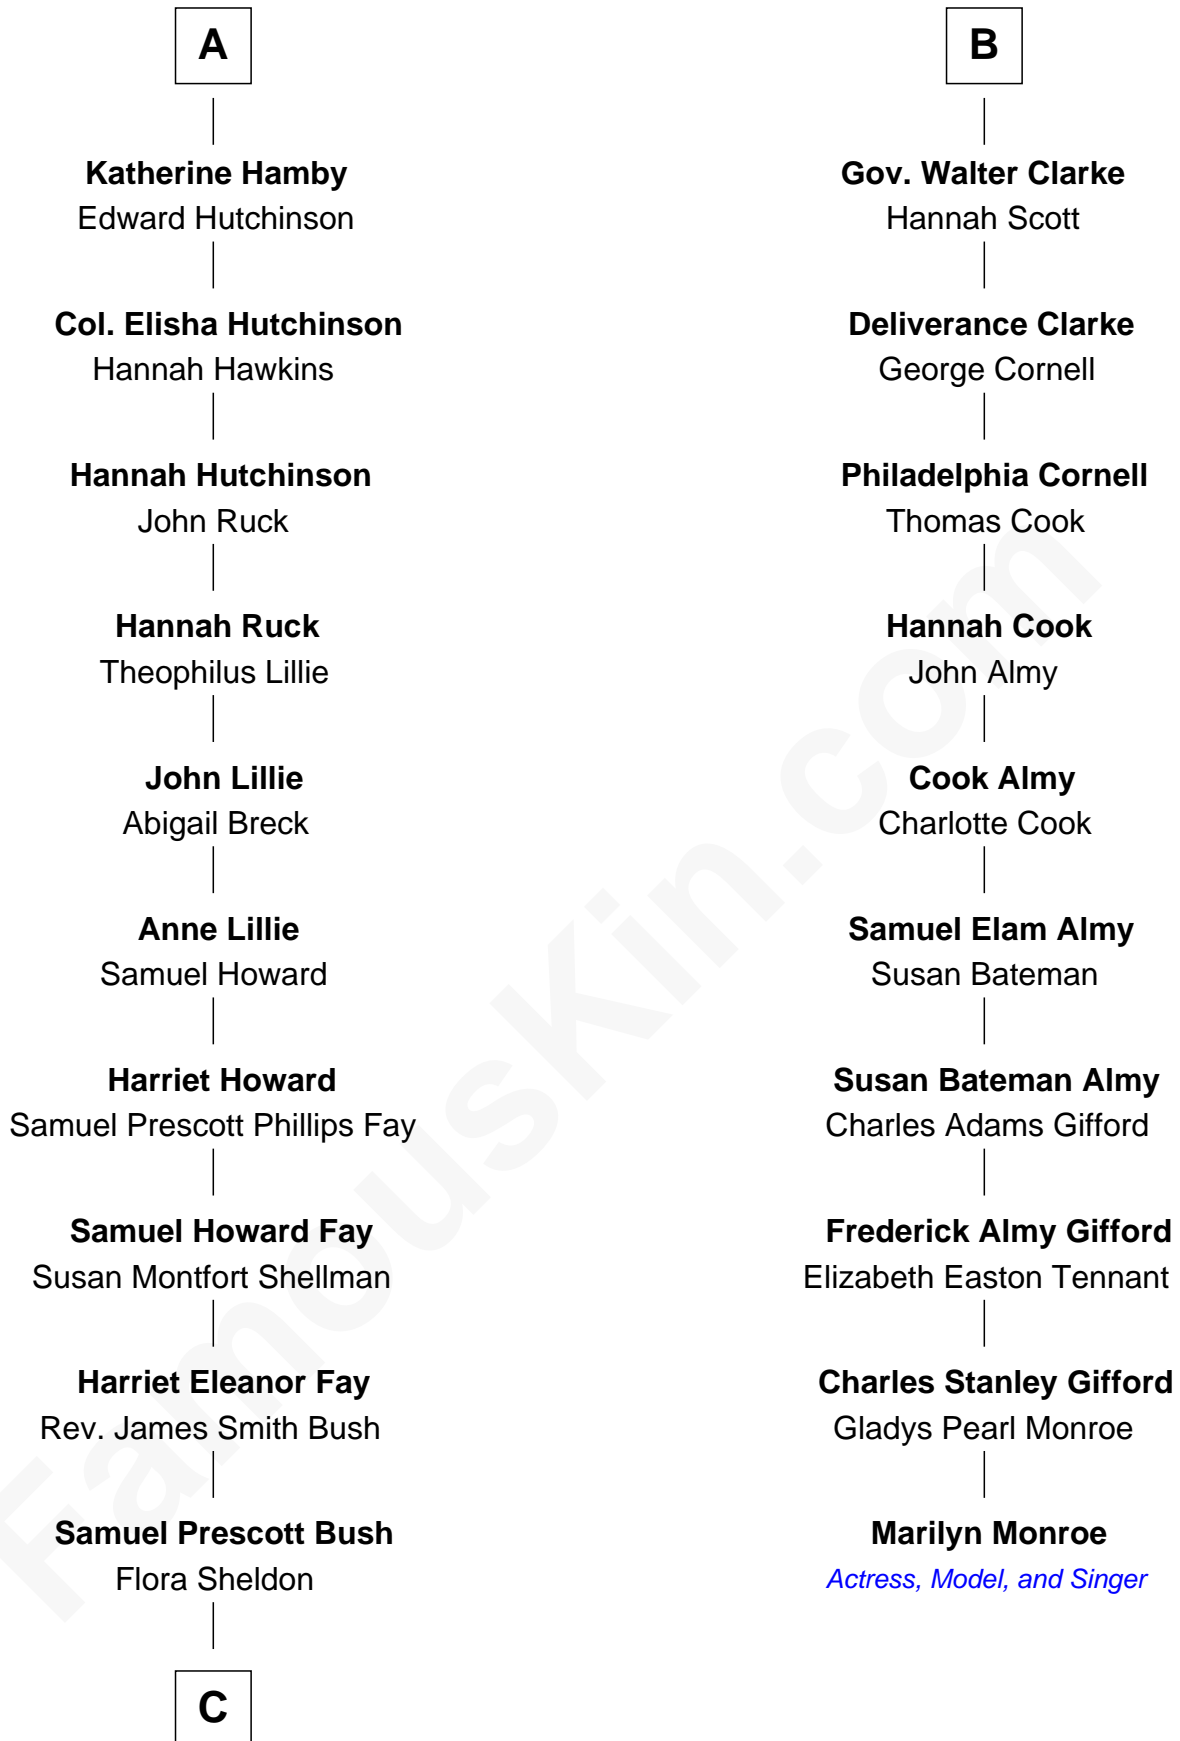 A
Katherine Hamby
Edward Hutchinson
Col. Elisha Hutchinson
Hannah Hawkins
Hannah Hutchinson
John Ruck
Hannah Ruck
Theophilus Lillie
John Lillie
Abigail Breck
Anne Lillie
Samuel Howard
Harriet Howard
Samuel Prescott Phillips Fay
Samuel Howard Fay
Susan Montfort Shellman
Harriet Eleanor Fay
Rev. James Smith Bush
Samuel Prescott Bush
Flora Sheldon
C
B
Gov. Walter Clarke
Hannah Scott
Deliverance Clarke
George Cornell
Philadelphia Cornell
Thomas Cook
Hannah Cook
John Almy
Cook Almy
Charlotte Cook
Samuel Elam Almy
Susan Bateman
Susan Bateman Almy
Charles Adams Gifford
Frederick Almy Gifford
Elizabeth Easton Tennant
Charles Stanley Gifford
Gladys Pearl Monroe
Marilyn Monroe
Actress, Model, and Singer
FamousKin.com